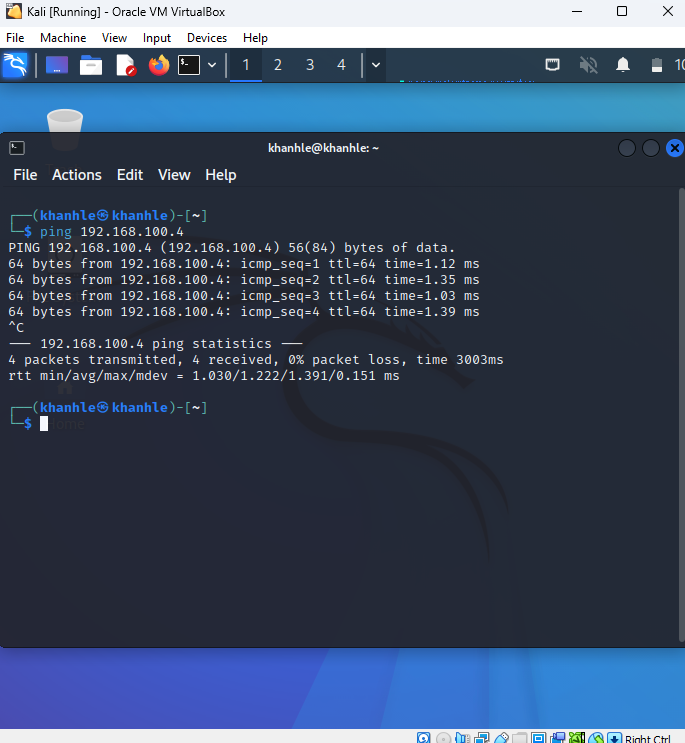 Kali [Running] - Oracle VM VirtualBox
File Machine View Input Devices Help
1 2 3 4
khanhle@khanhle: ~
File Actions Edit View Help
┌──(khanhle㉿khanhle)-[~]
└─$ ping 192.168.100.4
PING 192.168.100.4 (192.168.100.4) 56(84) bytes of data.
64 bytes from 192.168.100.4: icmp_seq=1 ttl=64 time=1.12 ms
64 bytes from 192.168.100.4: icmp_seq=2 ttl=64 time=1.35 ms
64 bytes from 192.168.100.4: icmp_seq=3 ttl=64 time=1.03 ms
64 bytes from 192.168.100.4: icmp_seq=4 ttl=64 time=1.39 ms
^C
--- 192.168.100.4 ping statistics ---
4 packets transmitted, 4 received, 0% packet loss, time 3003ms
rtt min/avg/max/mdev = 1.030/1.222/1.391/0.151 ms
┌──(khanhle㉿khanhle)-[~]
└─$
Home
Right Ctrl